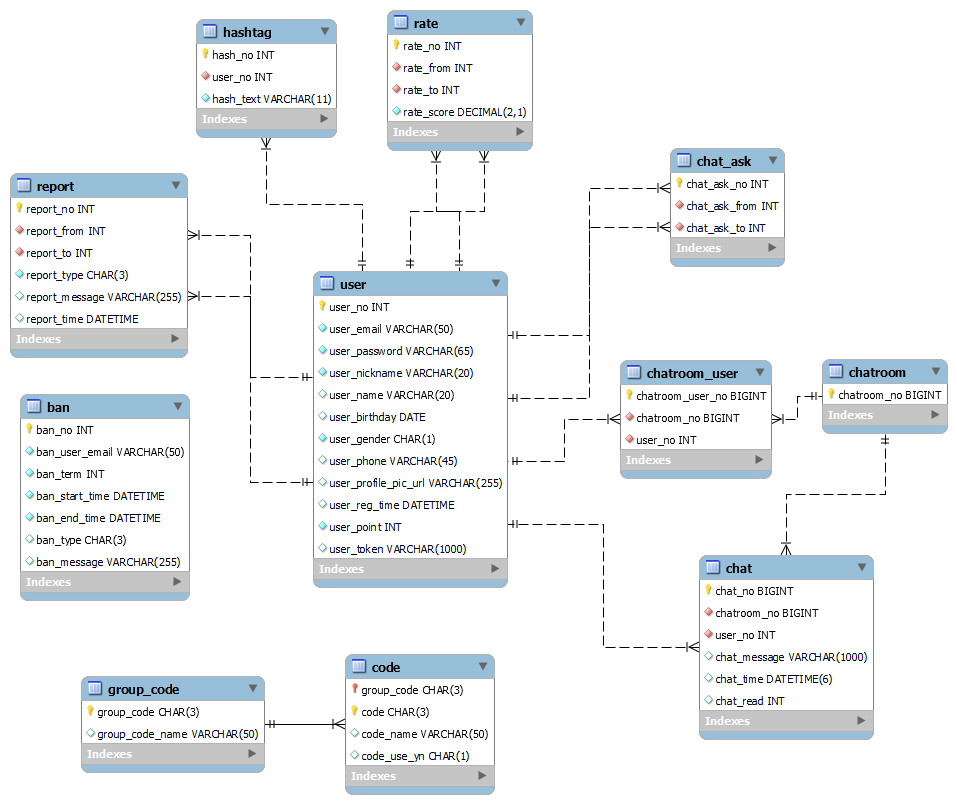 hashtag
hash_no INT
user_no INT
hash_text VARCHAR(11)
Indexes
rate
rate_no INT
rate_from INT
rate_to INT
rate_score DECIMAL(2,1)
Indexes
chat_ask
chat_ask_no INT
chat_ask_from INT
chat_ask_to INT
Indexes
report
report_no INT
report_from INT
report_to INT
report_type CHAR(3)
report_message VARCHAR(255)
report_time DATETIME
Indexes
user
user_no INT
user_email VARCHAR(50)
user_password VARCHAR(65)
user_nickname VARCHAR(20)
user_name VARCHAR(20)
user_birthday DATE
user_gender CHAR(1)
user_phone VARCHAR(45)
user_profile_pic_url VARCHAR(255)
user_reg_time DATETIME
user_point INT
user_token VARCHAR(1000)
Indexes
chatroom_user
chatroom_user_no BIGINT
chatroom_no BIGINT
user_no INT
Indexes
chatroom
chatroom_no BIGINT
Indexes
ban
ban_no INT
ban_user_email VARCHAR(50)
ban_term INT
ban_start_time DATETIME
ban_end_time DATETIME
ban_type CHAR(3)
ban_message VARCHAR(255)
Indexes
chat
chat_no BIGINT
chatroom_no BIGINT
user_no INT
chat_message VARCHAR(1000)
chat_time DATETIME(6)
chat_read INT
Indexes
group_code
group_code CHAR(3)
group_code_name VARCHAR(50)
Indexes
code
group_code CHAR(3)
code CHAR(3)
code_name VARCHAR(50)
code_use_yn CHAR(1)
Indexes